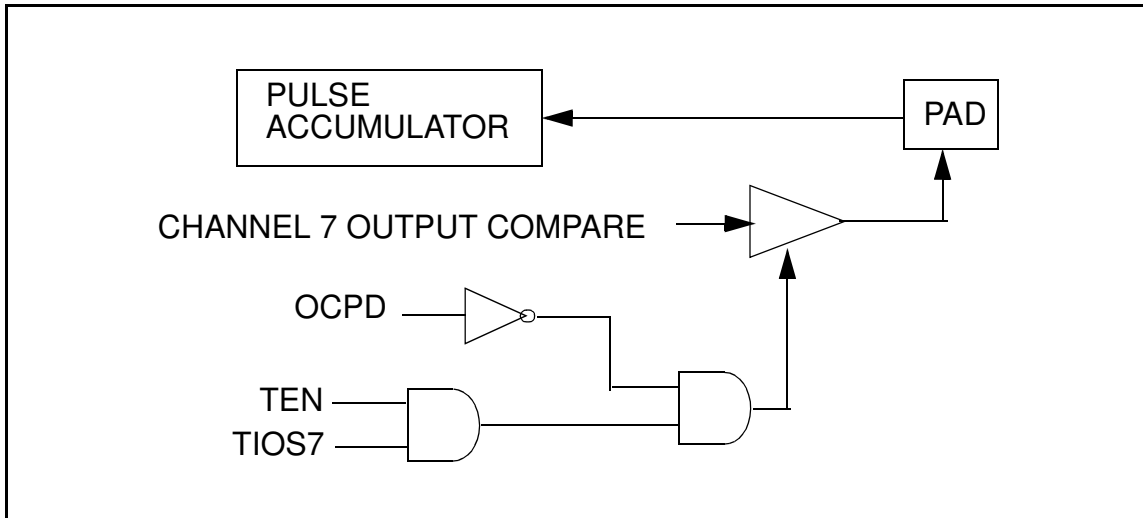 PULSE
ACCUMULATOR
PAD
CHANNEL 7 OUTPUT COMPARE
OCPD
TEN
TIOS7